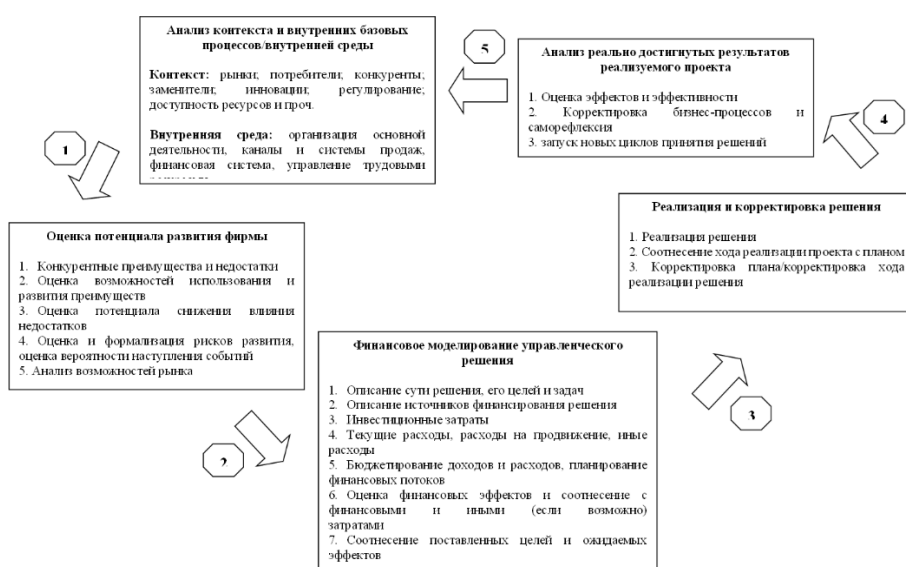 Анализ контекста и внутренних базовых
процессов/внутренней среды
Контекст: рынки; потребители; конкуренты;
заменители; инновации; регулирование;
доступность ресурсов и проч.
Внутренняя среда: организация основной
деятельности, каналы и системы продаж,
финансовая система, управление трудовыми
5
Анализ реально достигнутых результатов
реализуемого проекта
1. Оценка эффектов и эффективности
2. Корректировка бизнес-процессов и
саморефлексия
3. запуск новых циклов принятия решений
4
1
Реализация и корректировка решения
1. Реализация решения
2. Соотнесение хода реализации проекта с планом
3. Корректировка плана/корректировка хода
реализации решения
Оценка потенциала развития фирмы
1. Конкурентные преимущества и недостатки
2. Оценка возможностей использования и
развития преимуществ
3. Оценка потенциала снижения влияния
недостатков
4. Оценка и формализация рисков развития,
оценка вероятности наступления событий
5. Анализ возможностей рынка
2
Финансовое моделирование управленческого
решения
1. Описание сути решения, его целей и задач
2. Описание источников финансирования решения
3. Инвестиционные затраты
4. Текущие расходы, расходы на продвижение, иные
расходы
5. Бюджетирование доходов и расходов, планирование
финансовых потоков
6. Оценка финансовых эффектов и соотнесение с
финансовыми и иными (если возможно)
затратами
7. Соотнесение поставленных целей и ожидаемых
эффектов
3